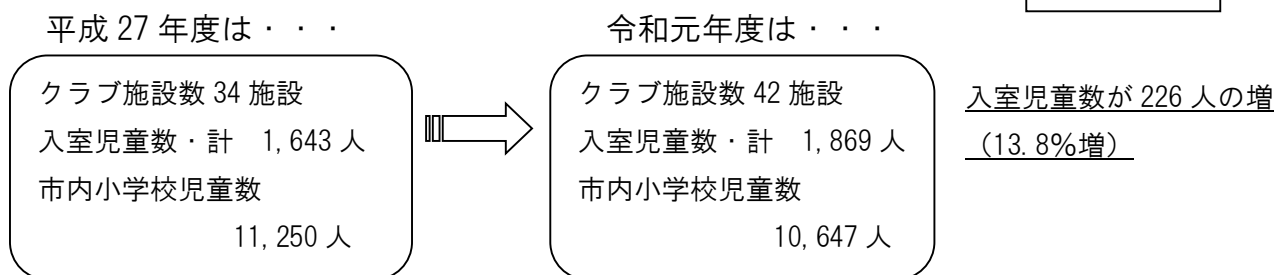 平成 27 年度は・・・
クラブ施設数 34 施設
入室児童数・計　1,643 人
市内小学校児童数
11,250 人
令和元年度は・・・
クラブ施設数 42 施設
入室児童数・計　1,869 人
市内小学校児童数
10,647 人
入室児童数が 226 人の増
（13.8％増）